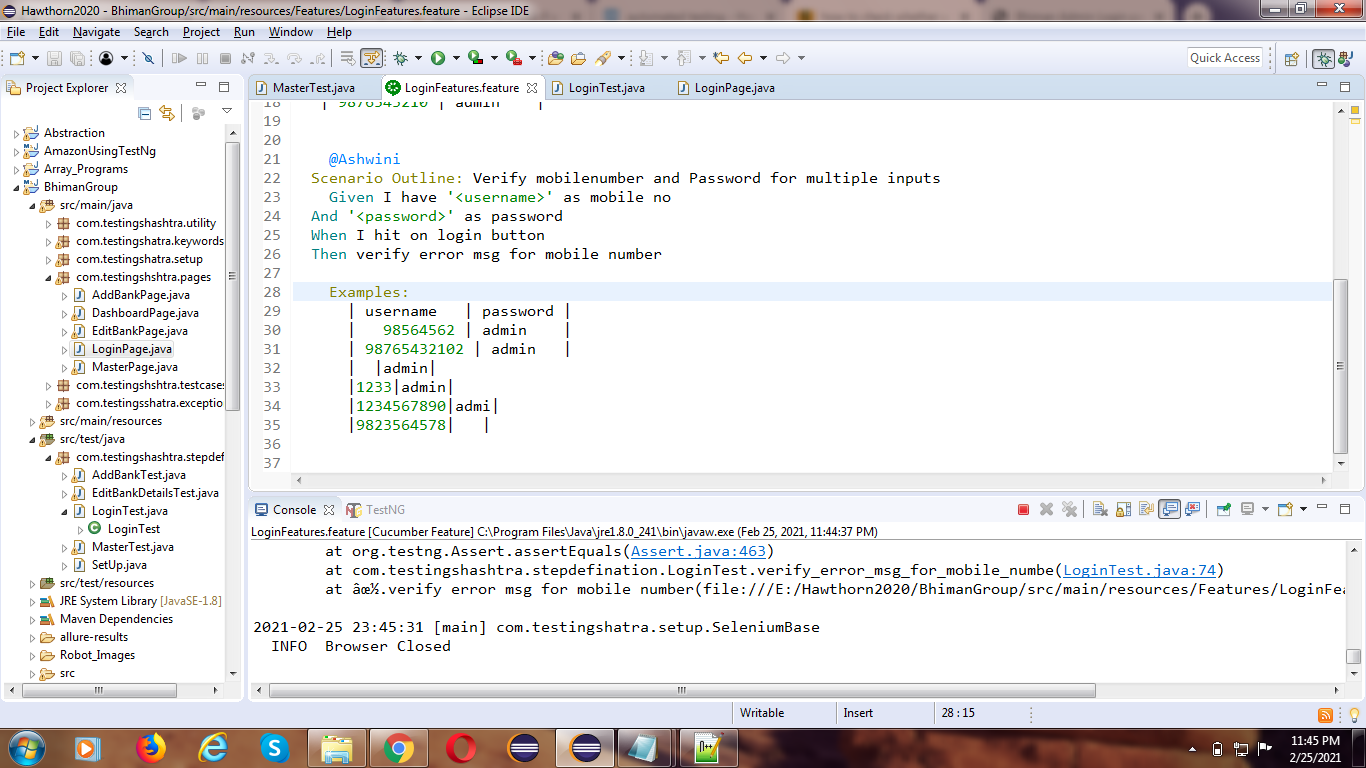 Hawthorn2020 - BhimanGroup/src/main/resources/Features/LoginFeatures.feature - Eclipse IDE
File Edit Navigate Search Project Run Window Help
Quick Access
Project Explorer
Abstraction
AmazonUsingTestNg
Array_Programs
BhimanGroup
src/main/java
com.testingshashtra.utility
com.testingshatra.keywords
com.testingshatra.setup
com.testingshshtra.pages
AddBankPage.java
DashboardPage.java
EditBankPage.java
LoginPage.java
MasterPage.java
com.testingshshtra.testcases
com.testingsshatra.exceptio
src/main/resources
src/test/java
com.testingshashtra.stepdef
AddBankTest.java
EditBankDetailsTest.java
LoginTest.java
LoginTest
MasterTest.java
SetUp.java
src/test/resources
JRE System Library [JavaSE-1.8]
Maven Dependencies
allure-results
Robot_Images
src
MasterTest.java LoginFeatures.feature LoginTest.java LoginPage.java
18 | 9876543210 | admin |
19
20
21 @Ashwini
22 Scenario Outline: Verify mobilenumber and Password for multiple inputs
23 Given I have '<username>' as mobile no
24 And '<password>' as password
25 When I hit on login button
26 Then verify error msg for mobile number
27
28 Examples:
29 | username | password |
30 | 98564562 | admin |
31 | 98765432102 | admin |
32 | |admin|
33 |1233|admin|
34 |1234567890|admi|
35 |9823564578| |
36
37
Console TestNG
LoginFeatures.feature [Cucumber Feature] C:\Program Files\Java\jre1.8.0_241\bin\javaw.exe (Feb 25, 2021, 11:44:37 PM)
at org.testng.Assert.assertEquals(Assert.java:463)
at com.testingshashtra.stepdefination.LoginTest.verify_error_msg_for_mobile_numbe(LoginTest.java:74)
at âœ½.verify error msg for mobile number(file:///E:/Hawthorn2020/BhimanGroup/src/main/resources/Features/LoginFea
2021-02-25 23:45:31 [main] com.testingshatra.setup.SeleniumBase
INFO Browser Closed
Writable Insert 28 : 15
11:45 PM
2/25/2021